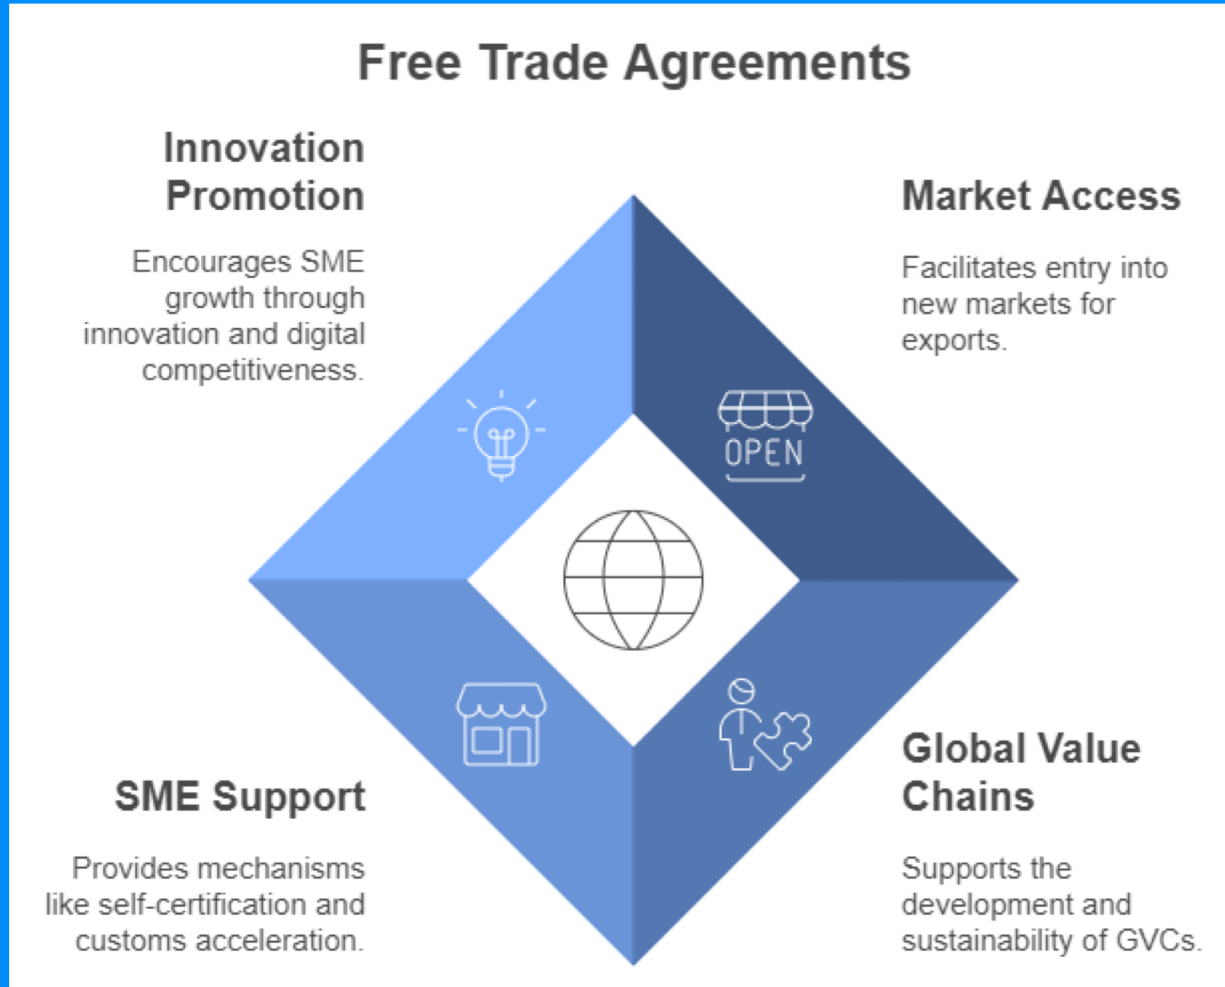 Free Trade Agreements
Innovation
Promotion
Encourages SME
growth through
innovation and digital
competitiveness.
Market Access
Facilitates entry into
new markets for
exports.
OPEN
SME Support
Provides mechanisms
like self-certification and
customs acceleration.
Global Value
Chains
Supports the
development and
sustainability of GVCs.